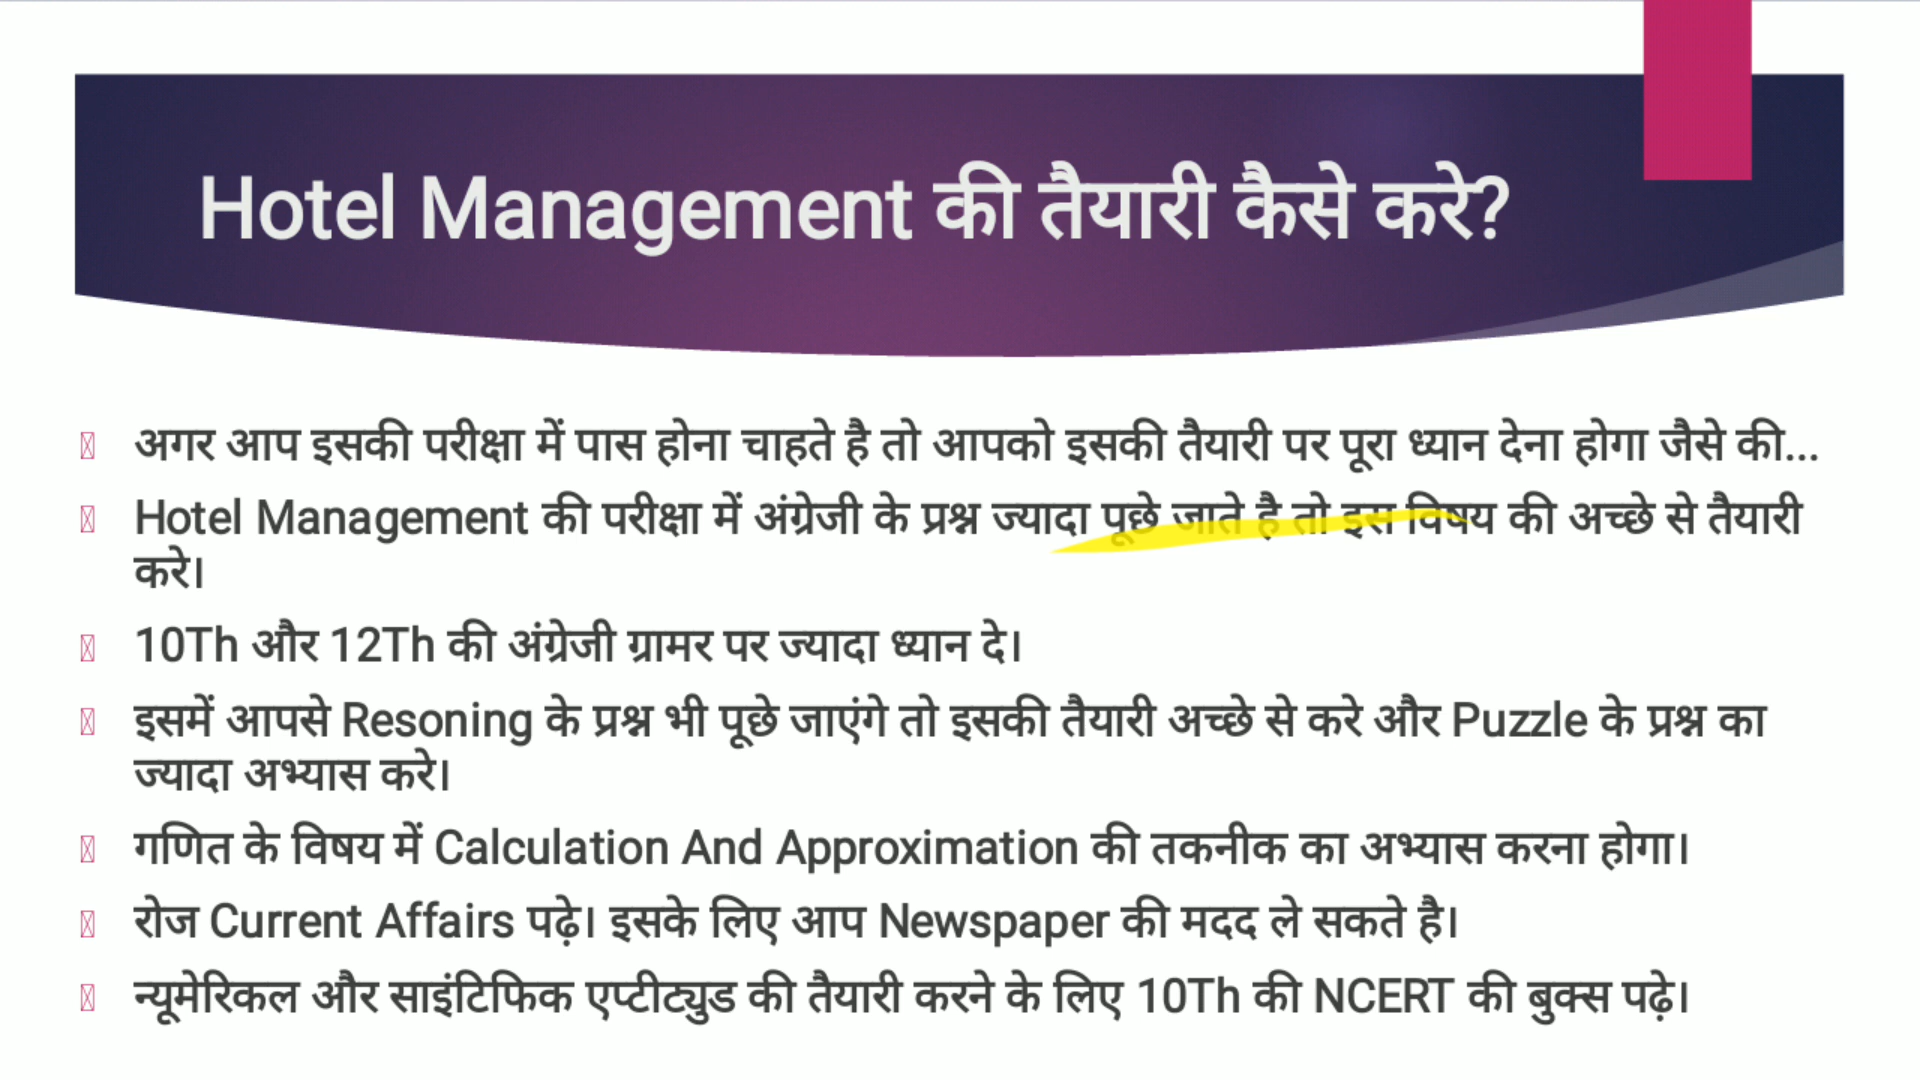 Hotel Management की तैयारी कैसे करे?
अगर आप इसकी परीक्षा में पास होना चाहते है तो आपको इसकी तैयारी पर पूरा ध्यान देना होगा जैसे की...
Hotel Management की परीक्षा में अंग्रेजी के प्रश्न ज्यादा पूछे जाते है तो इस विषय की अच्छे से तैयारी
करे।
10Th और 12Th की अंग्रेजी ग्रामर पर ज्यादा ध्यान दे।
इसमें आपसे Resoning के प्रश्न भी पूछे जाएंगे तो इसकी तैयारी अच्छे से करे और Puzzle के प्रश्न का
ज्यादा अभ्यास करे।
गणित के विषय में Calculation And Approximation की तकनीक का अभ्यास करना होगा।
रोज Current Affairs पढ़े। इसके लिए आप Newspaper की मदद ले सकते है।
न्यूमेरिकल और साइंटिफिक एप्टीट्युड की तैयारी करने के लिए 10Th की NCERT की बुक्स पढ़े।